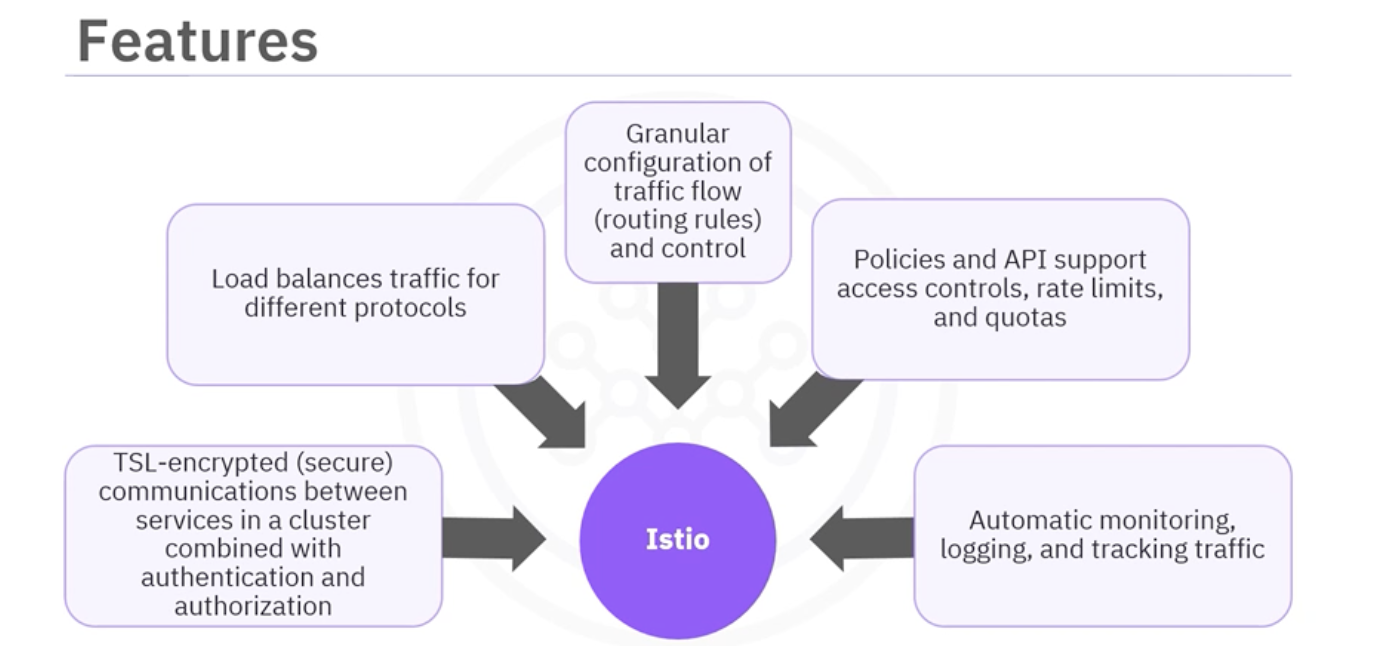 Features
Granular
configuration of
traffic flow
(routing rules)
and control
Load balances traffic for
different protocols
Policies and API support
access controls, rate limits,
and quotas
TSL-encrypted (secure)
communications between
services in a cluster
combined with
authentication and
authorization
Istio
Automatic monitoring,
logging, and tracking traffic